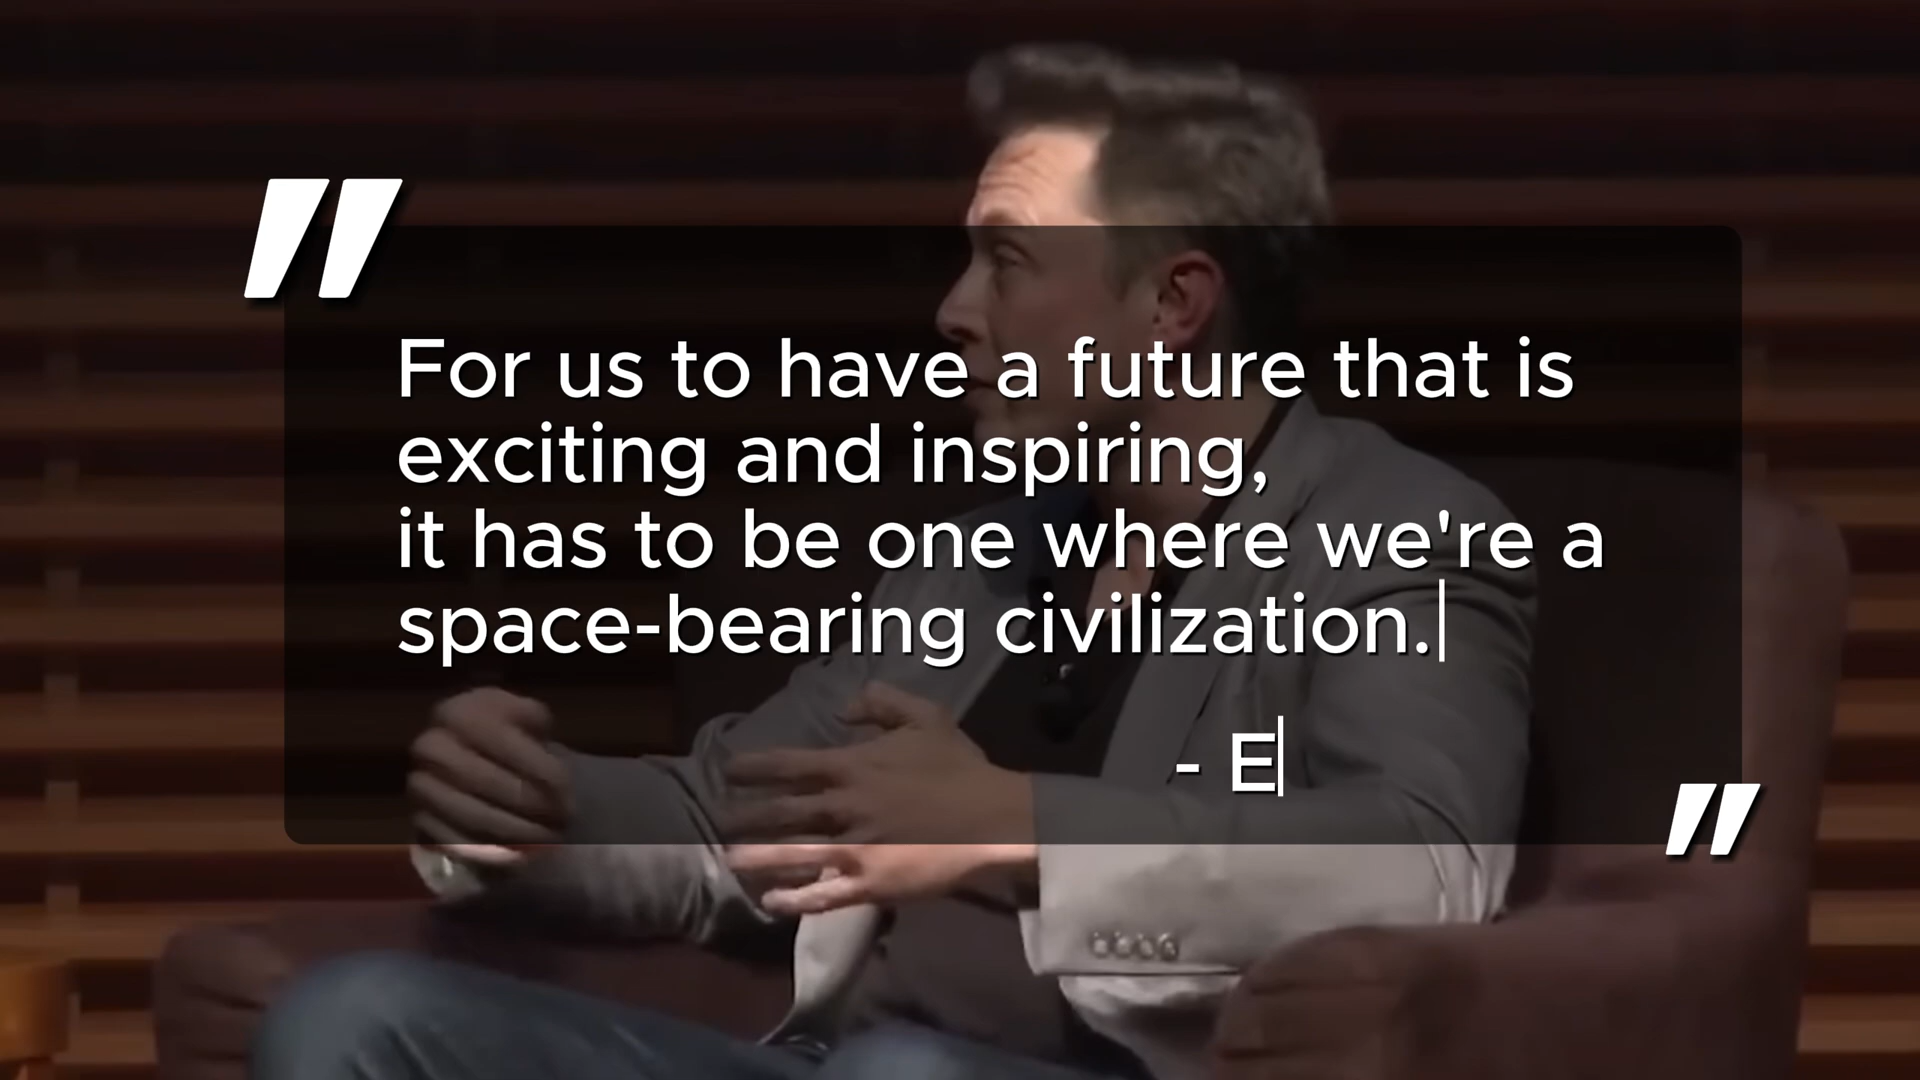 "
For us to have a future that is
exciting and inspiring,
it has to be one where we're a
space-bearing civilization.
- E
"